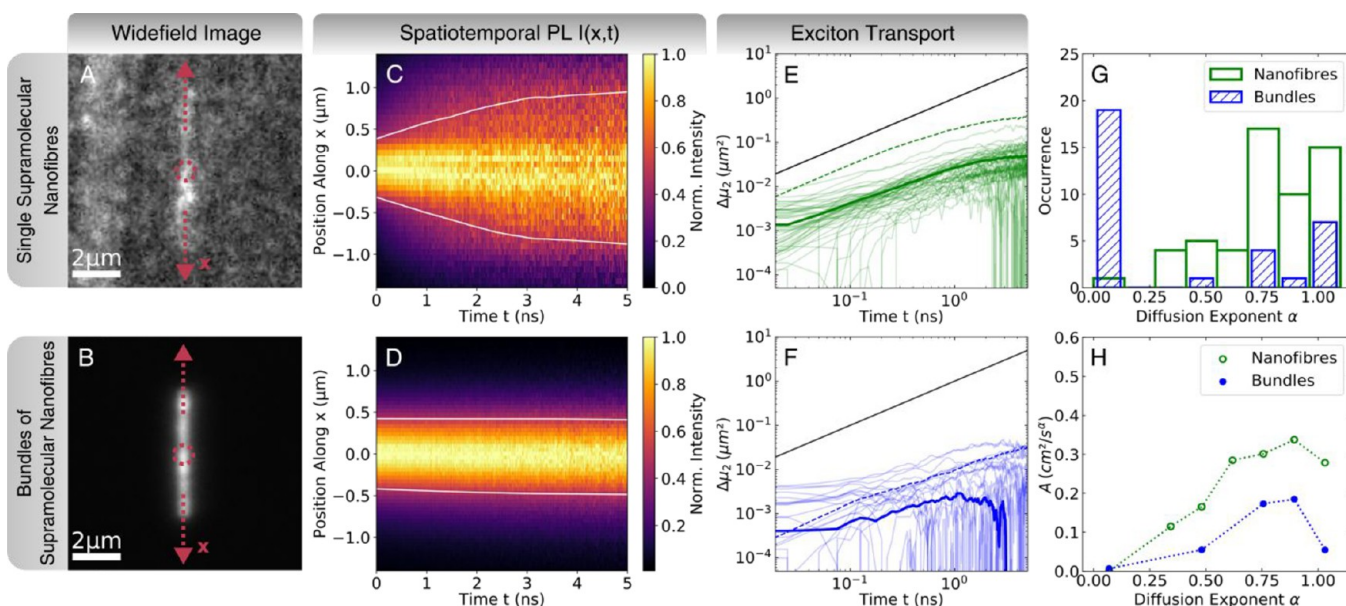 Widefield Image
Spatiotemporal PL I(x,t)
Exciton Transport
Single Supramolecular
Nanofibres
A
x
2μm
C
Position Along x (μm)
1.0
0.5
0.0
−0.5
−1.0
0 1 2 3 4 5
Time t (ns)
1.0
0.8
0.6
0.4
0.2
0.0
Norm. Intensity
E
Δμ₂ (μm²)
10¹
10⁰
10⁻¹
10⁻²
10⁻³
10⁻⁴
10⁻¹ 10⁰
Time t (ns)
G
Nanofibres
Bundles
Occurrence
25
20
15
10
5
0
0.00 0.25 0.50 0.75 1.00
Diffusion Exponent α
Bundles of
Supramolecular Nanofibres
B
x
2μm
D
Position Along x (μm)
1.0
0.5
0.0
−0.5
−1.0
0 1 2 3 4 5
Time t (ns)
1.0
0.8
0.6
0.4
0.2
Norm. Intensity
F
Δμ₂ (μm²)
10¹
10⁰
10⁻¹
10⁻²
10⁻³
10⁻⁴
10⁻¹ 10⁰
Time t (ns)
H
Nanofibres
Bundles
A (cm²/sᵅ)
0.6
0.5
0.4
0.3
0.2
0.1
0.0
0.00 0.25 0.50 0.75 1.00
Diffusion Exponent α